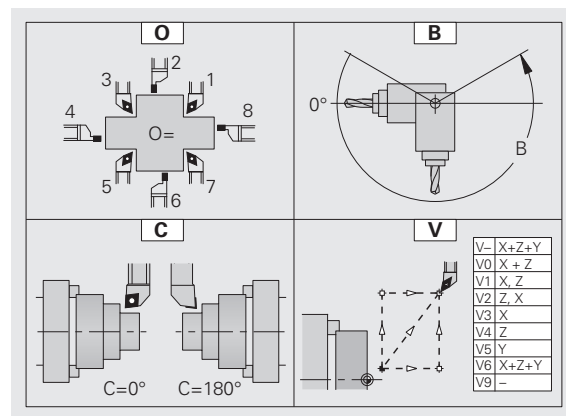 O
2
3
1
4
O=
8
5
6
7
B
0°
B
C
C=0° C=180°
V
V– X+Z+Y
V0 X + Z
V1 X, Z
V2 Z, X
V3 X
V4 Z
V5 Y
V6 X+Z+Y
V9 –